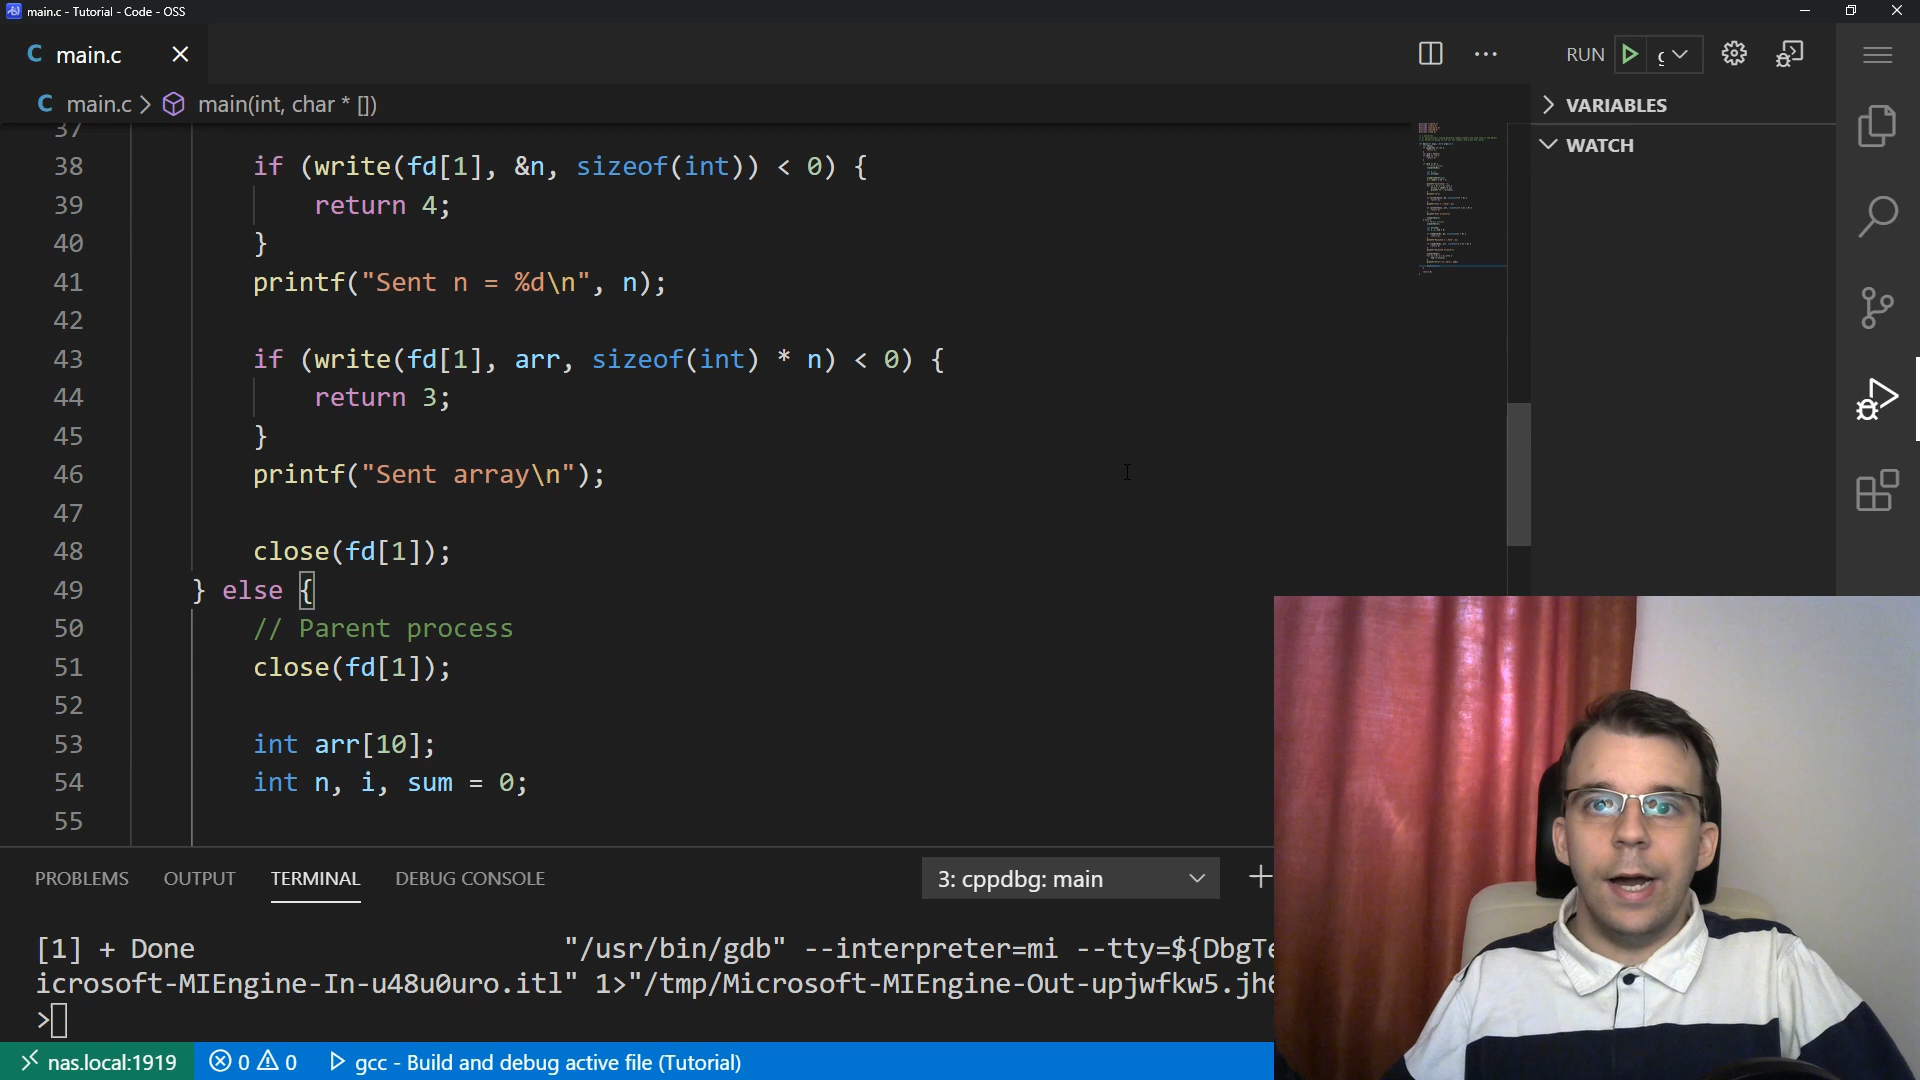 main.c - Tutorial - Code - OSS
C main.c
RUN
C main.c > main(int, char * [])
VARIABLES
WATCH
37
38 if (write(fd[1], &n, sizeof(int)) < 0) {
39 return 4;
40 }
41 printf("Sent n = %d\n", n);
42
43 if (write(fd[1], arr, sizeof(int) * n) < 0) {
44 return 3;
45 }
46 printf("Sent array\n");
47
48 close(fd[1]);
49 } else {
50 // Parent process
51 close(fd[1]);
52
53 int arr[10];
54 int n, i, sum = 0;
55
PROBLEMS OUTPUT TERMINAL DEBUG CONSOLE 3: cppdbg: main
[1] + Done "/usr/bin/gdb" --interpreter=mi --tty=${DbgTe
icrosoft-MIEngine-In-u48u0uro.itl" 1>"/tmp/Microsoft-MIEngine-Out-upjwfkw5.jh6
>
nas.local:1919 0 0 gcc - Build and debug active file (Tutorial)